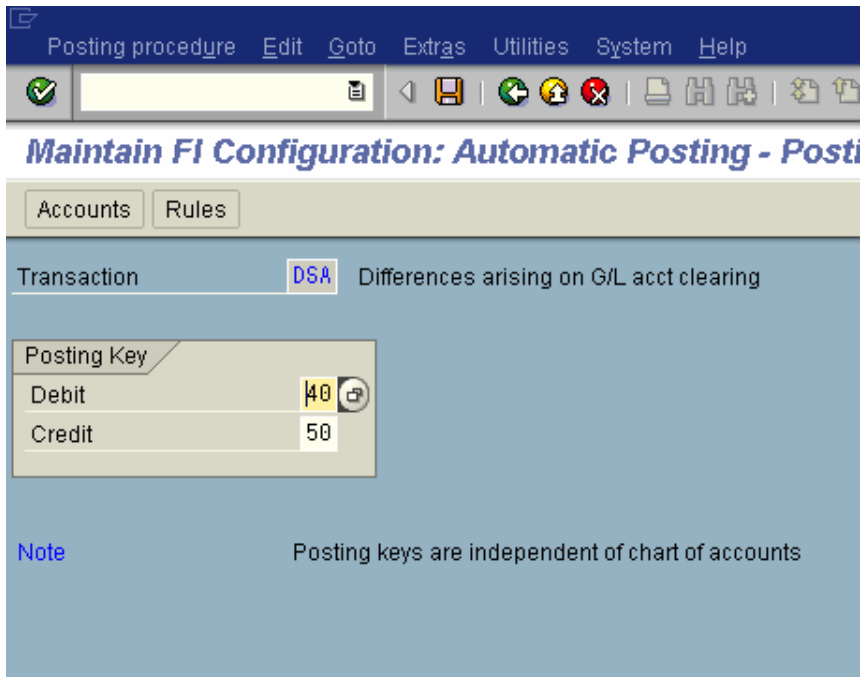 Posting procedure Edit Goto Extras Utilities System Help
Maintain FI Configuration: Automatic Posting - Posti
Accounts Rules
Transaction DSA Differences arising on G/L acct clearing
Posting Key
Debit 40
Credit 50
Note Posting keys are independent of chart of accounts